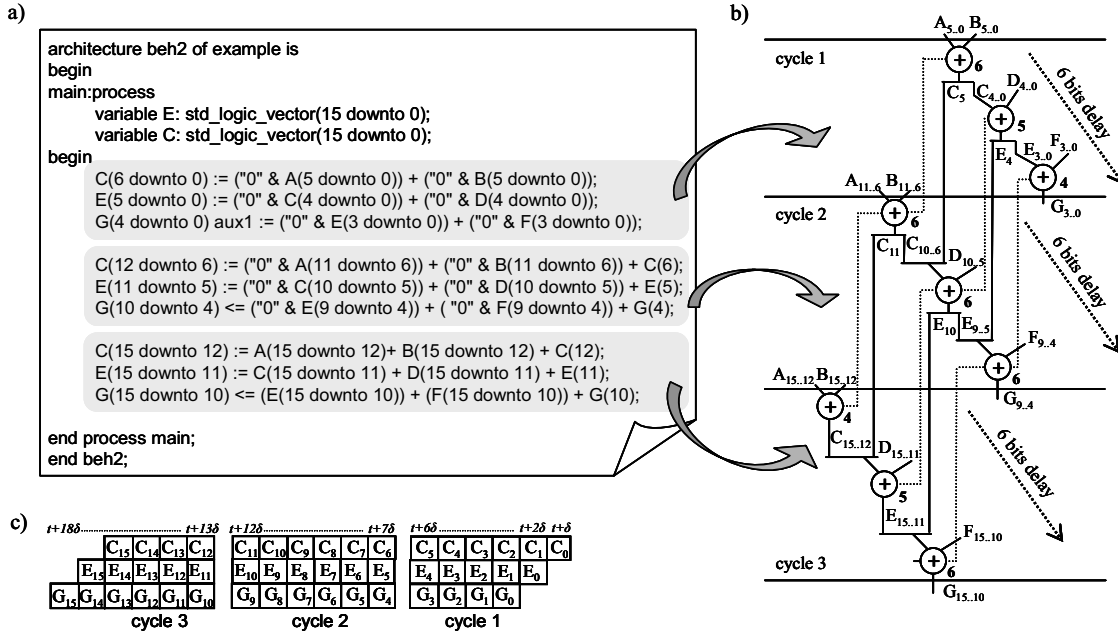 a)
architecture beh2 of example is
begin
main:process
variable E: std_logic_vector(15 downto 0);
variable C: std_logic_vector(15 downto 0);
begin
C(6 downto 0) := ("0" & A(5 downto 0)) + ("0" & B(5 downto 0));
E(5 downto 0) := ("0" & C(4 downto 0)) + ("0" & D(4 downto 0));
G(4 downto 0) aux1 := ("0" & E(3 downto 0)) + ("0" & F(3 downto 0));
C(12 downto 6) := ("0" & A(11 downto 6)) + ("0" & B(11 downto 6)) + C(6);
E(11 downto 5) := ("0" & C(10 downto 5)) + ("0" & D(10 downto 5)) + E(5);
G(10 downto 4) <= ("0" & E(9 downto 4)) + ( "0" & F(9 downto 4)) + G(4);
C(15 downto 12) := A(15 downto 12)+ B(15 downto 12) + C(12);
E(15 downto 11) := C(15 downto 11) + D(15 downto 11) + E(11);
G(15 downto 10) <= (E(15 downto 10)) + (F(15 downto 10)) + G(10);
end process main;
end beh2;
b)
A5..0 B5..0
cycle 1
+ 6
C5 C4..0 D4..0
+ 5
E4 E3..0 F3..0
+ 4
G3..0
6 bits delay
A11..6 B11..6
cycle 2
+ 6
C11 C10..6 D10..5
+ 6
E10 E9..5 F9..4
+ 6
G9..4
6 bits delay
A15..12 B15..12
+ 4
C15..12 D15..11
+ 5
E15..11 F15..10
+ 6
cycle 3
G15..10
6 bits delay
c)
t+18δ t+13δ t+12δ t+7δ t+6δ t+2δ t+δ
C15 C14 C13 C12 C11 C10 C9 C8 C7 C6 C5 C4 C3 C2 C1 C0
E15 E14 E13 E12 E11 E10 E9 E8 E7 E6 E5 E4 E3 E2 E1 E0
G15 G14 G13 G12 G11 G10 G9 G8 G7 G6 G5 G4 G3 G2 G1 G0
cycle 3 cycle 2 cycle 1